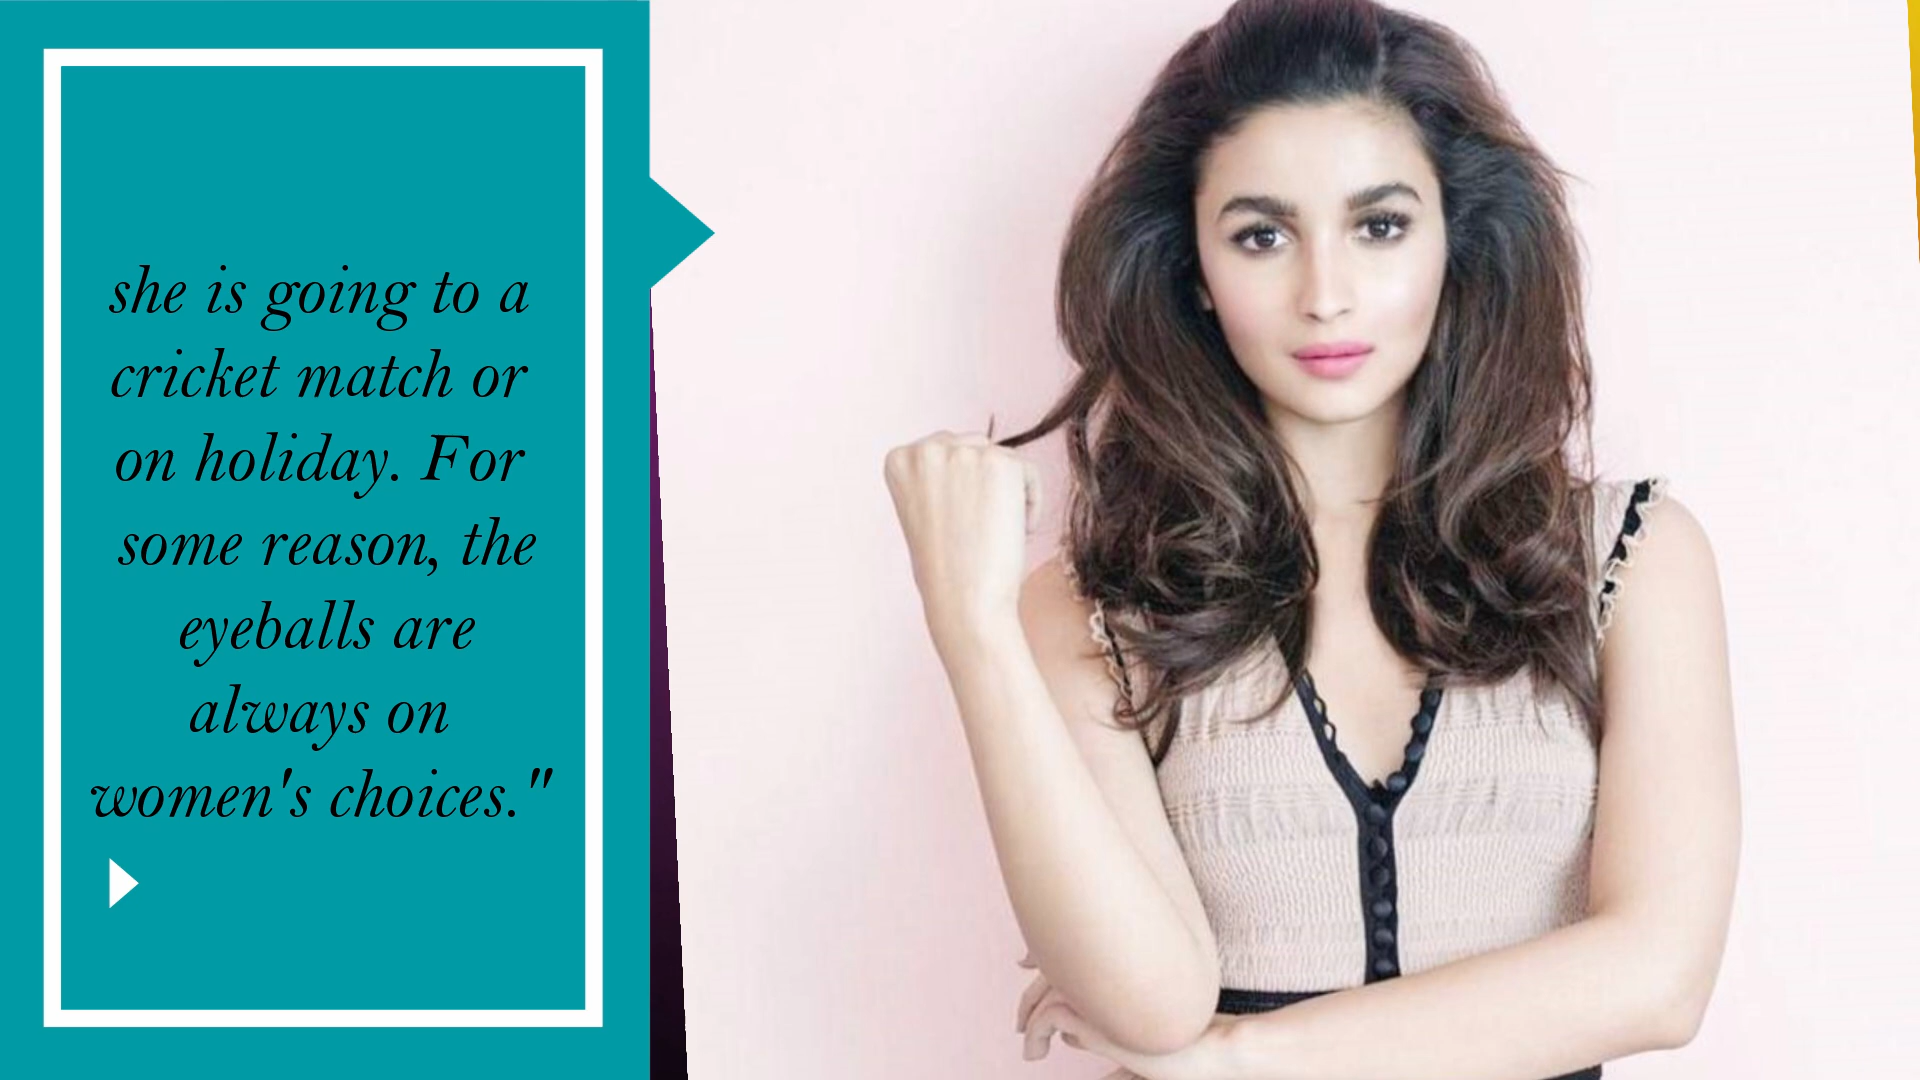 she is going to a
cricket match or
on holiday. For
some reason, the
eyeballs are
always on
women's choices."